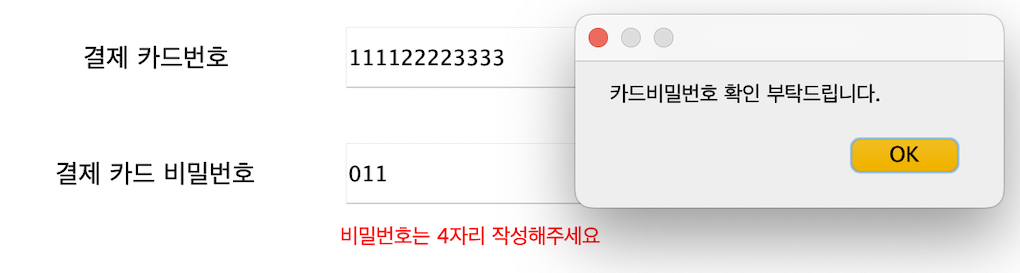 결제 카드번호
111122223333
카드비밀번호 확인 부탁드립니다.
OK
결제 카드 비밀번호
011
비밀번호는 4자리 작성해주세요